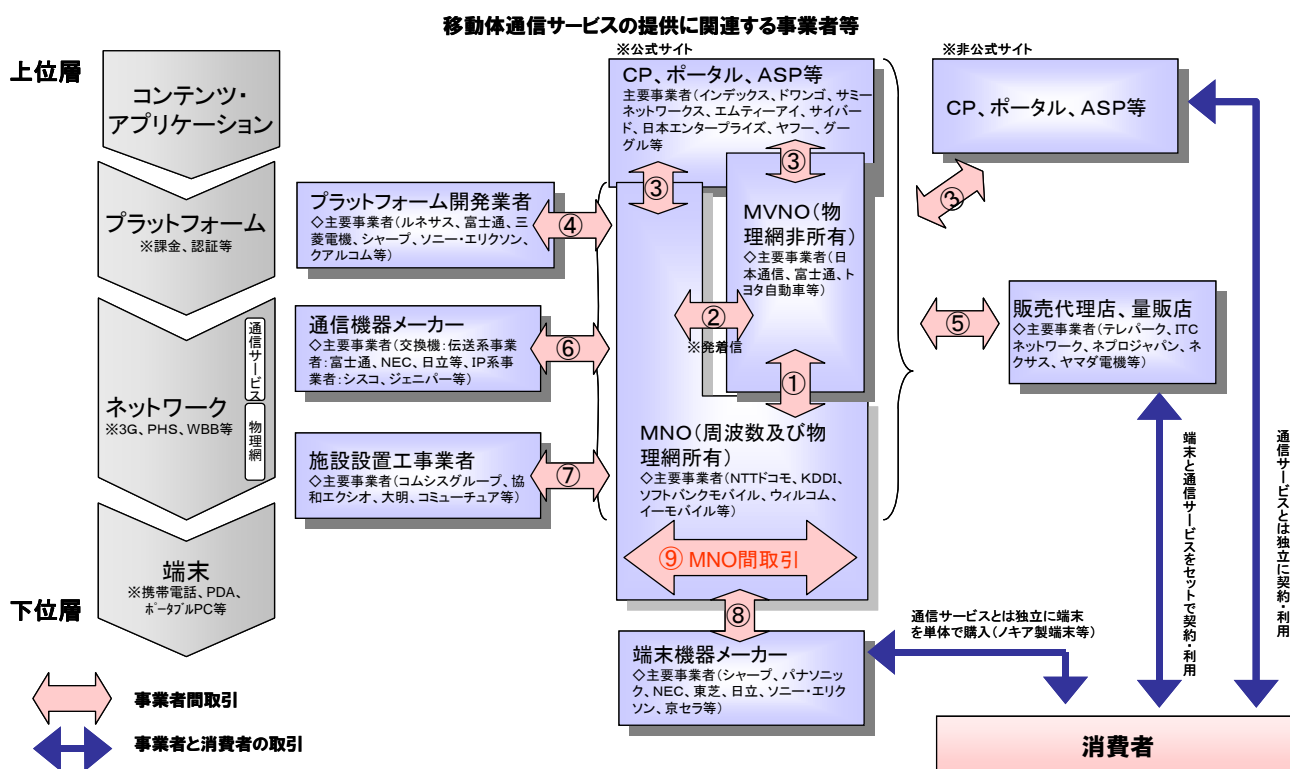 移動体通信サービスの提供に関連する事業者等
上位層
コンテンツ・
アプリケーション
プラットフォーム
※課金、認証等
ネットワーク
※3G、PHS、WBB等
通信サービス
物理網
端末
※携帯電話、PDA、
ﾎﾟｰﾀﾌﾞﾙPC等
下位層
※公式サイト
CP、ポータル、ASP等
主要事業者（インデックス、ドワンゴ、サミー
ネットワークス、エムティーアイ、サイバー
ド、日本エンタープライズ、ヤフー、グー
グル等
※非公式サイト
CP、ポータル、ASP等
③
③
③
プラットフォーム開発業者
◇主要事業者（ルネサス、富士通、三
菱電機、シャープ、ソニー・エリクソン、
クアルコム等）
④
MVNO（物
理網非所有）
◇主要事業者（日
本通信、富士通、ト
ヨタ自動車等）
②
※発着信
①
通信機器メーカー
◇主要事業者（交換機：伝送系事業
者：富士通、NEC、日立等、IP系事
業者：シスコ、ジェニパー等）
⑥
販売代理店、量販店
◇主要事業者（テレパーク、ITC
ネットワーク、ネプロジャパン、ネ
クサス、ヤマダ電機等）
⑤
施設設置工事業者
◇主要事業者（コムシスグループ、協
和エクシオ、大明、コミューチュア等）
⑦
MNO（周波数及び物
理網所有）
◇主要事業者（NTTドコモ、KDDI、
ソフトバンクモバイル、ウィルコム、
イーモバイル等）
⑨ MNO間取引
⑧
端末機器メーカー
◇主要事業者（シャープ、パナソニッ
ク、NEC、東芝、日立、ソニー・エリク
ソン、京セラ等）
通信サービスとは独立に端末
を単体で購入（ノキア製端末等）
端末と通信サービスをセットで契約・利用
通信サービスとは独立に契約・利用
消費者
事業者間取引
事業者と消費者の取引